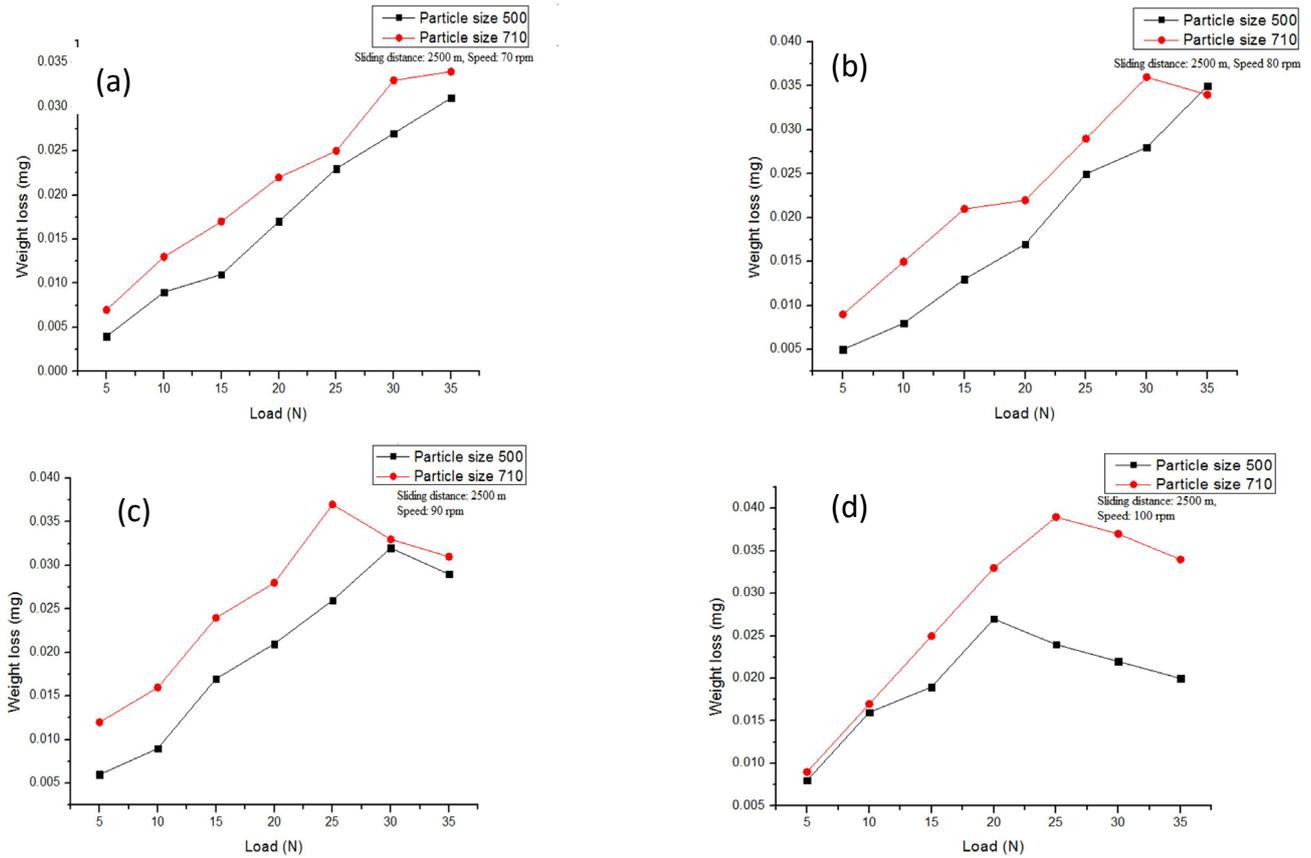 Particle size 500
Particle size 710
Sliding distance: 2500 m, Speed: 70 rpm
1
(a)
0.035
0.030
0.025
0.020
0.015
0.010
0.005
0.000
Weight loss (mg)
5 10 15 20 25 30 35
Load (N)
Particle size 500
Particle size 710
Sliding distance: 2500 m, Speed 80 rpm
(b)
0.040
0.035
0.030
0.025
0.020
0.015
0.010
0.005
Weight loss (mg)
5 10 15 20 25 30 35
Load (N)
Particle size 500
Particle size 710
Sliding distance: 2500 m
Speed: 90 rpm
(c)
0.040
0.035
0.030
0.025
0.020
0.015
0.010
0.005
Weight loss (mg)
5 10 15 20 25 30 35
Load (N)
Particle size 500
Particle size 710
Sliding distance: 2500 m,
Speed: 100 rpm
(d)
0.040
0.035
0.030
0.025
0.020
0.015
0.010
0.005
Weight loss (mg)
5 10 15 20 25 30 35
Load (N)